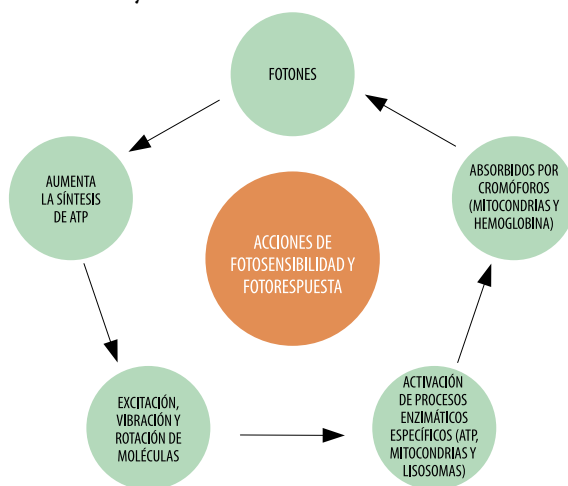 FOTONES
AUMENTA
LA SÍNTESIS
DE ATP
ABSORBIDOS POR
CROMÓFOROS
(MITOCONDRIAS Y
HEMOGLOBINA)
ACCIONES DE
FOTOSENSIBILIDAD Y
FOTORESPUESTA
EXCITACIÓN,
VIBRACIÓN Y
ROTACIÓN DE
MOLÉCULAS
ACTIVACIÓN
DE PROCESOS
ENZIMÁTICOS
ESPECÍFICOS (ATP,
MITOCONDRIAS Y
LISOSOMAS)